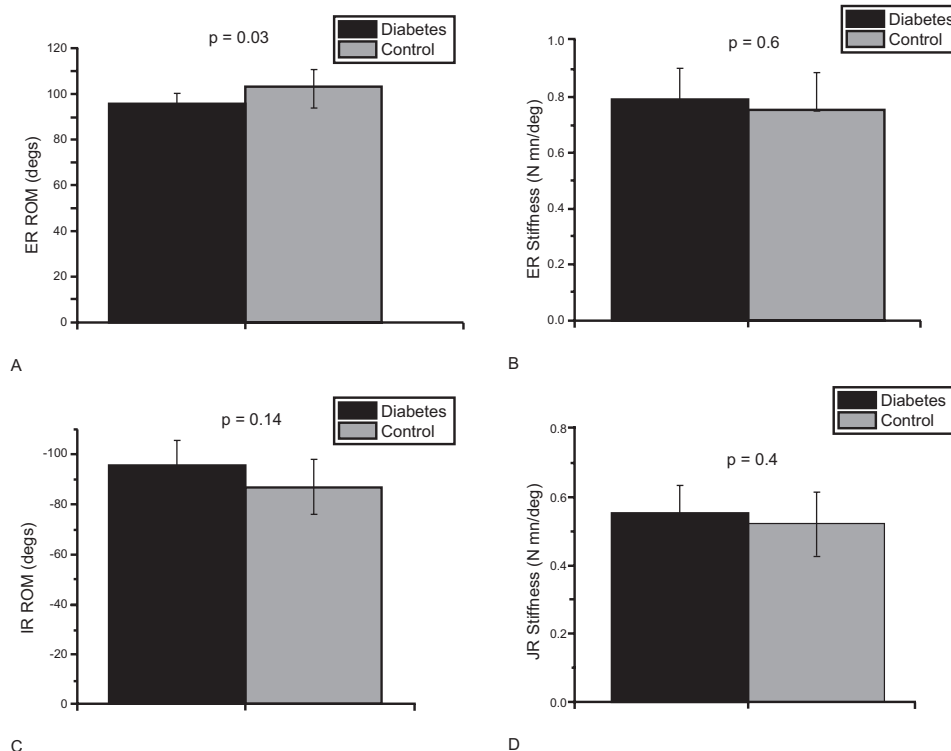 Diabetes
Control
p = 0.03
120
100
80
60
40
20
0
ER ROM (degs)
A
Diabetes
Control
p = 0.6
1.0
0.8
0.6
0.4
0.2
0.0
ER Stiffness (N mn/deg)
B
Diabetes
Control
p = 0.14
-100
-80
-60
-40
-20
0
IR ROM (degs)
C
Diabetes
Control
p = 0.4
0.8
0.6
0.4
0.2
0.0
JR Stiffness (N mn/deg)
D